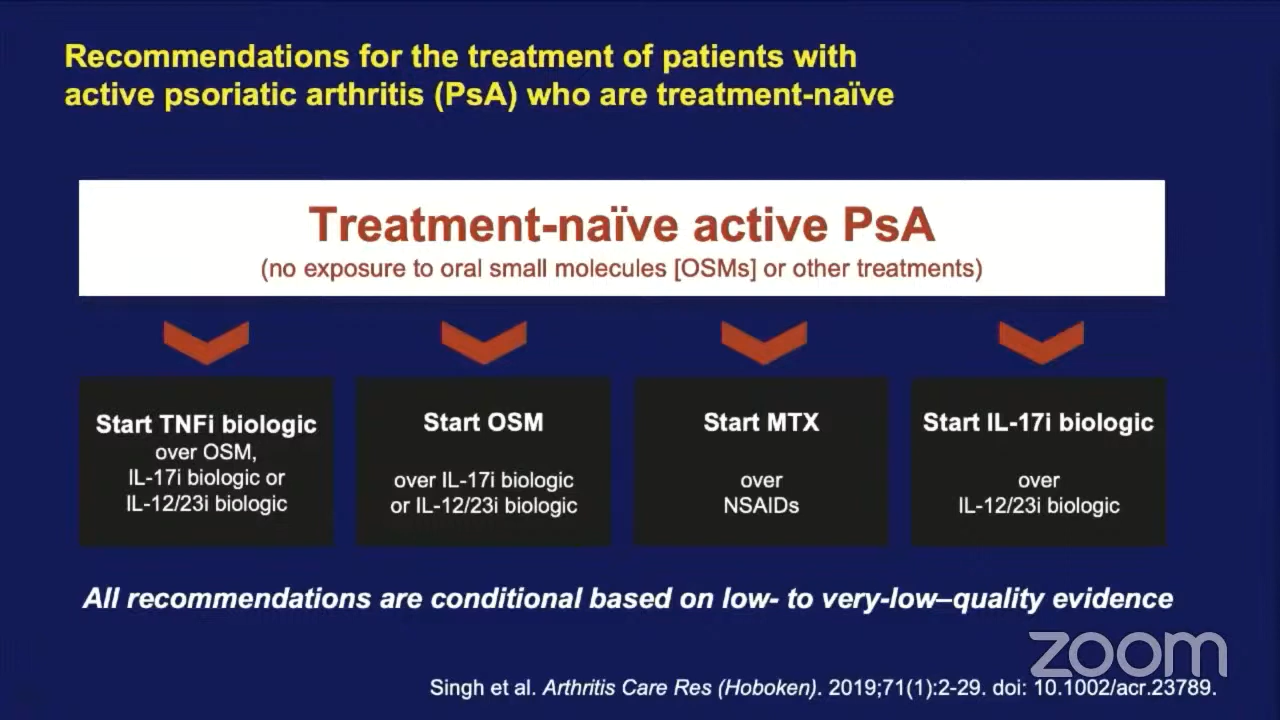 Recommendations for the treatment of patients with
active psoriatic arthritis (PsA) who are treatment-naïve
Treatment-naïve active PsA
(no exposure to oral small molecules [OSMs] or other treatments)
Start TNFi biologic
over OSM,
IL-17i biologic or
IL-12/23i biologic
Start OSM
over IL-17i biologic
or IL-12/23i biologic
Start MTX
over
NSAIDs
Start IL-17i biologic
over
IL-12/23i biologic
All recommendations are conditional based on low- to very-low–quality evidence
zoom
Singh et al. Arthritis Care Res (Hoboken). 2019;71(1):2-29. doi: 10.1002/acr.23789.